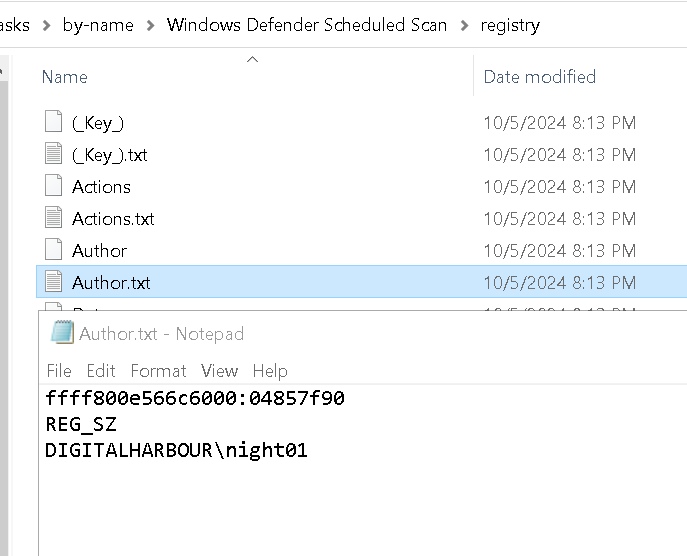 asks > by-name > Windows Defender Scheduled Scan > registry
Name Date modified
(_Key_) 10/5/2024 8:13 PM
(_Key_).txt 10/5/2024 8:13 PM
Actions 10/5/2024 8:13 PM
Actions.txt 10/5/2024 8:13 PM
Author 10/5/2024 8:13 PM
Author.txt 10/5/2024 8:13 PM
Author.txt - Notepad
File Edit Format View Help
ffff800e566c6000:04857f90
REG_SZ
DIGITALHARBOUR\night01